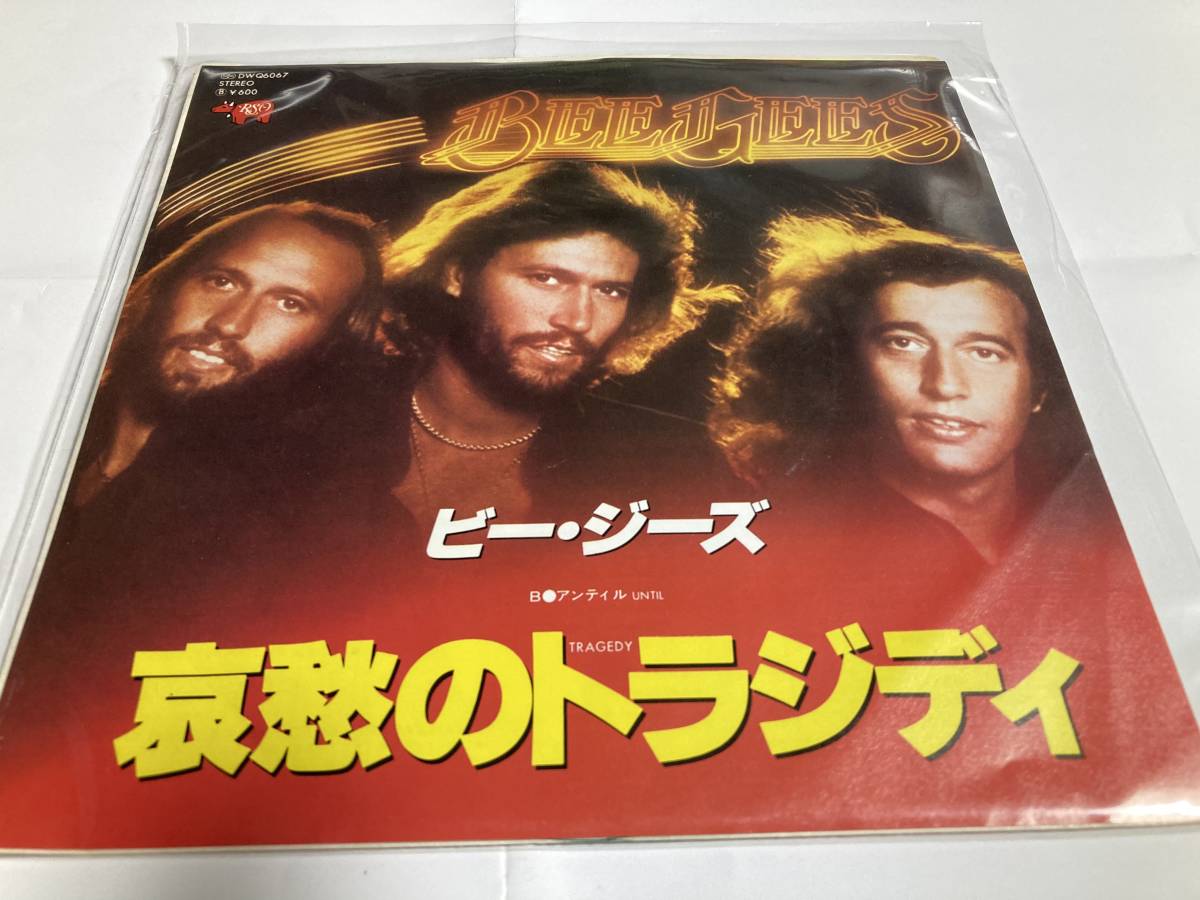 DWQ6067
STEREO
Ⓑ ¥600
RSO
BEE GEES
ビー・ジーズ
B●アンティル UNTIL
TRAGEDY
哀愁のトラジディ